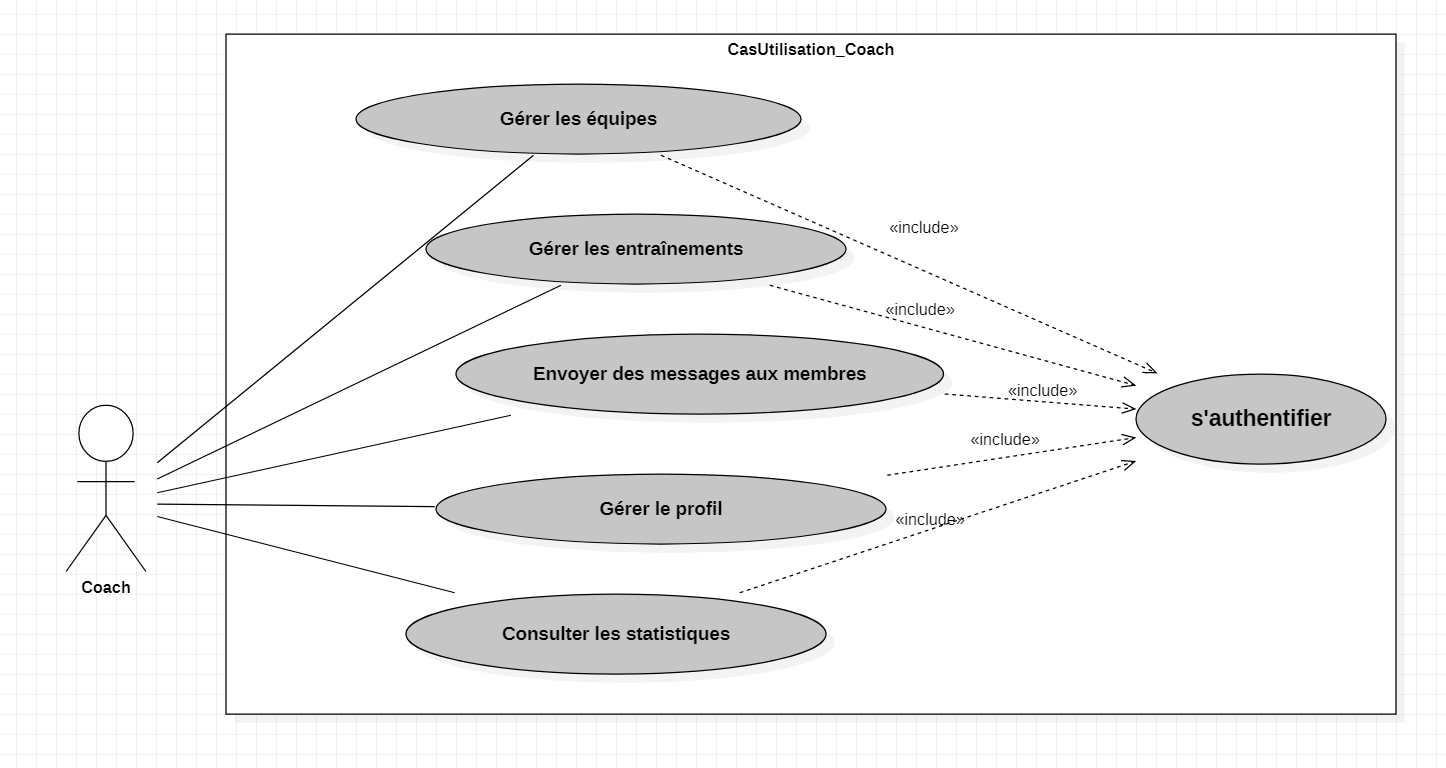 CasUtilisation_Coach
Gérer les équipes
«include»
Gérer les entraînements
«include»
Envoyer des messages aux membres
«include»
s'authentifier
«include»
Gérer le profil
«include»
Coach
Consulter les statistiques